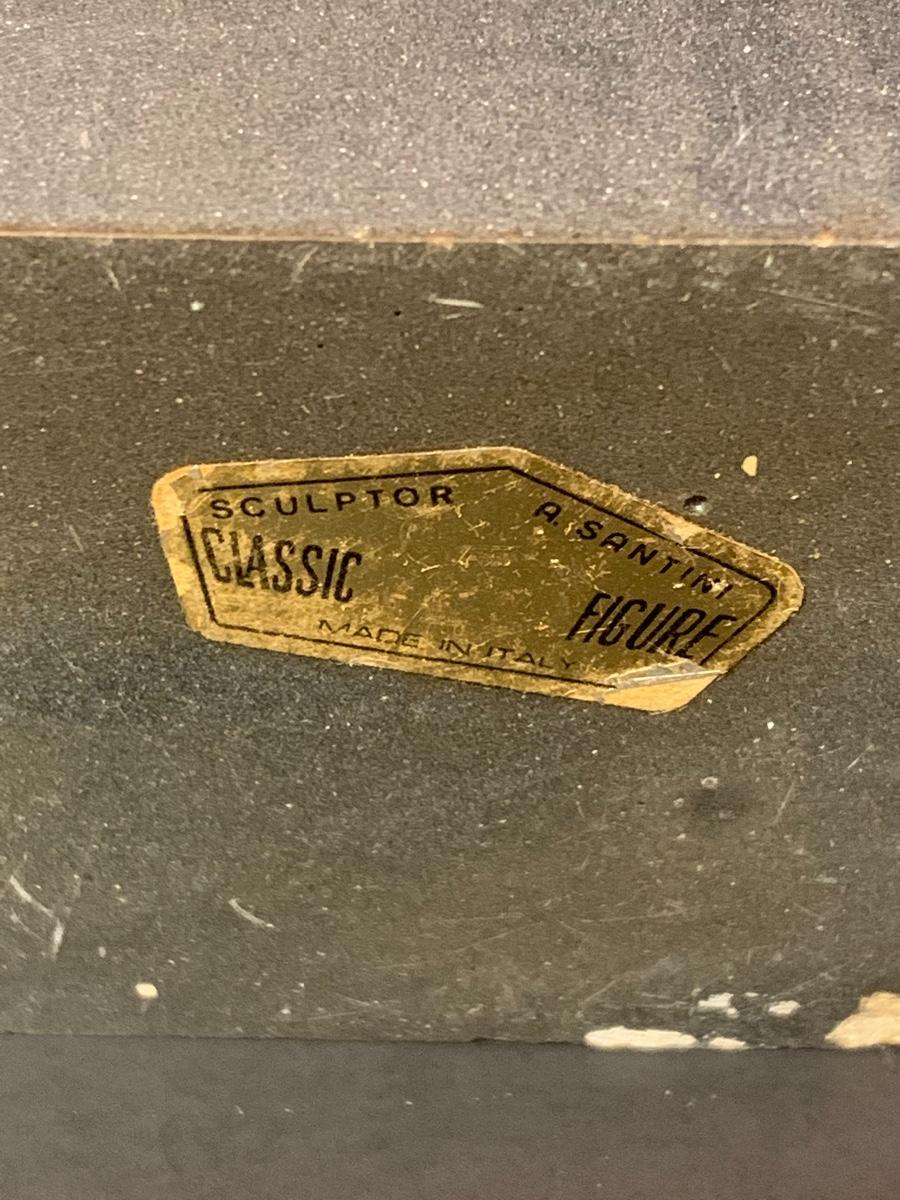 SCULPTOR A. SANTINI
CLASSIC FIGURE
MADE IN ITALY